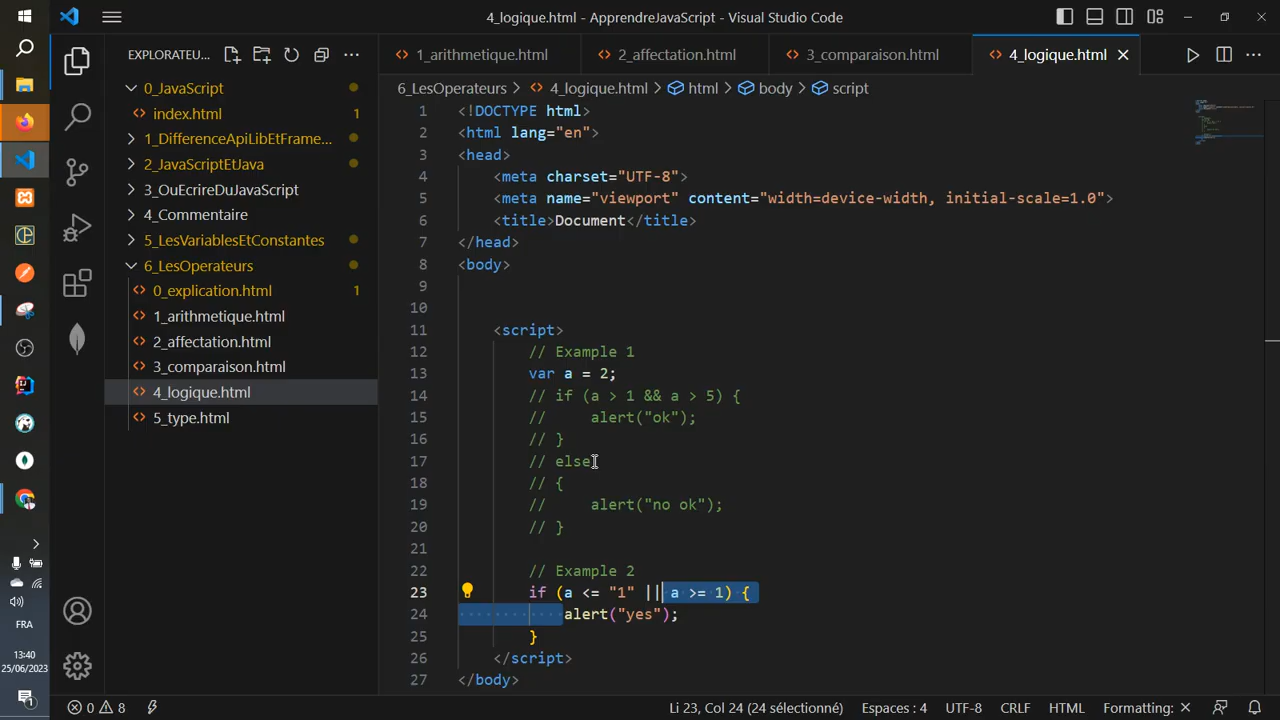 4_logique.html - ApprendreJavaScript - Visual Studio Code
EXPLORATEU...
1_arithmetique.html
2_affectation.html
3_comparaison.html
4_logique.html
6_LesOperateurs > 4_logique.html > html > body > script
0_JavaScript
index.html 1
1_DifferenceApiLibEtFrame...
2_JavaScriptEtJava
3_OuEcrireDuJavaScript
4_Commentaire
5_LesVariablesEtConstantes
6_LesOperateurs
0_explication.html 1
1_arithmetique.html
2_affectation.html
3_comparaison.html
4_logique.html
5_type.html
1 <!DOCTYPE html>
2 <html lang="en">
3 <head>
4 <meta charset="UTF-8">
5 <meta name="viewport" content="width=device-width, initial-scale=1.0">
6 <title>Document</title>
7 </head>
8 <body>
9
10
11 <script>
12 // Example 1
13 var a = 2;
14 // if (a > 1 && a > 5) {
15 // alert("ok");
16 // }
17 // else
18 // {
19 // alert("no ok");
20 // }
21
22 // Example 2
23 if (a <= "1" || a >= 1) {
24 alert("yes");
25 }
26 </script>
27 </body>
FRA
13:40
25/06/2023
1
0 8
Li 23, Col 24 (24 sélectionné) Espaces : 4 UTF-8 CRLF HTML Formatting: ×